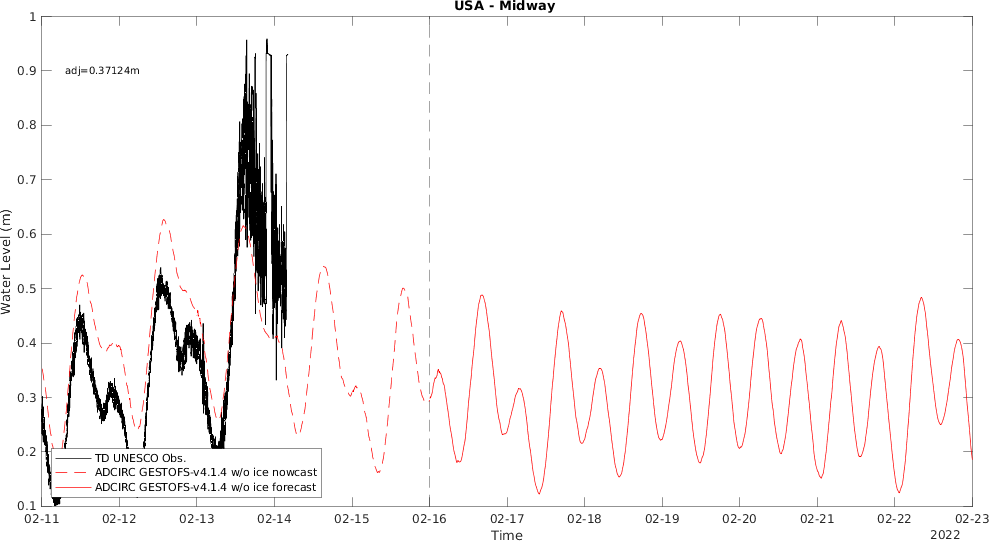 USA - Midway
1
0.9
0.8
0.7
0.6
0.5
0.4
0.3
0.2
0.1
Water Level (m)
adj=0.37124m
TD UNESCO Obs.
ADCIRC GESTOFS-v4.1.4 w/o ice nowcast
ADCIRC GESTOFS-v4.1.4 w/o ice forecast
02-11 02-12 02-13 02-14 02-15 02-16 02-17 02-18 02-19 02-20 02-21 02-22 02-23
Time
2022